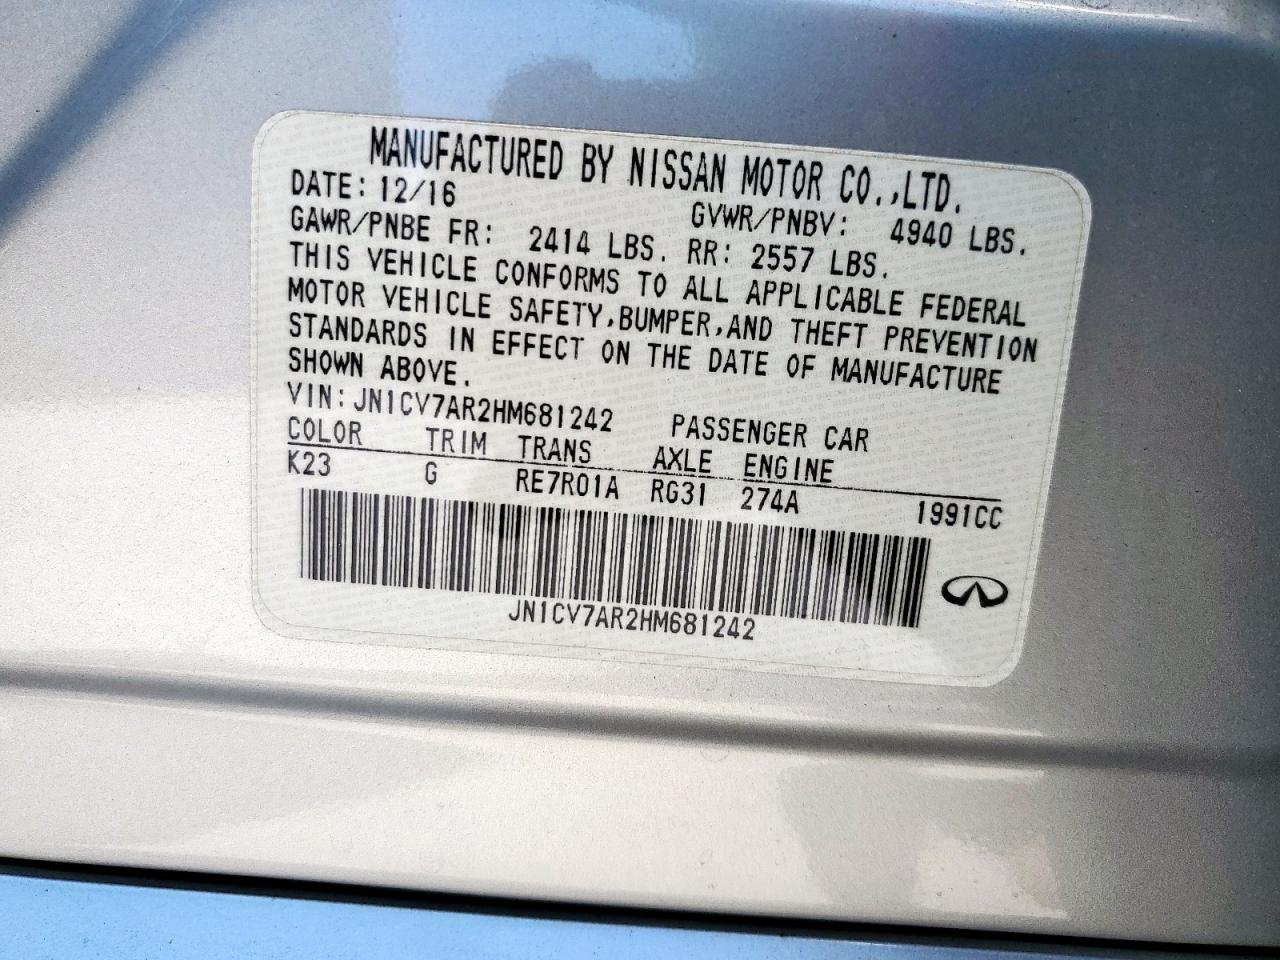 MANUFACTURED BY NISSAN MOTOR CO.,LTD.
DATE: 12/16 GVWR/PNBV: 4940 LBS.
GAWR/PNBE FR: 2414 LBS. RR: 2557 LBS.
THIS VEHICLE CONFORMS TO ALL APPLICABLE FEDERAL
MOTOR VEHICLE SAFETY,BUMPER,AND THEFT PREVENTION
STANDARDS IN EFFECT ON THE DATE OF MANUFACTURE
SHOWN ABOVE.
VIN: JN1CV7AR2HM681242 PASSENGER CAR
COLOR TRIM TRANS AXLE ENGINE
K23 G RE7R01A RG31 274A 1991CC
JN1CV7AR2HM681242